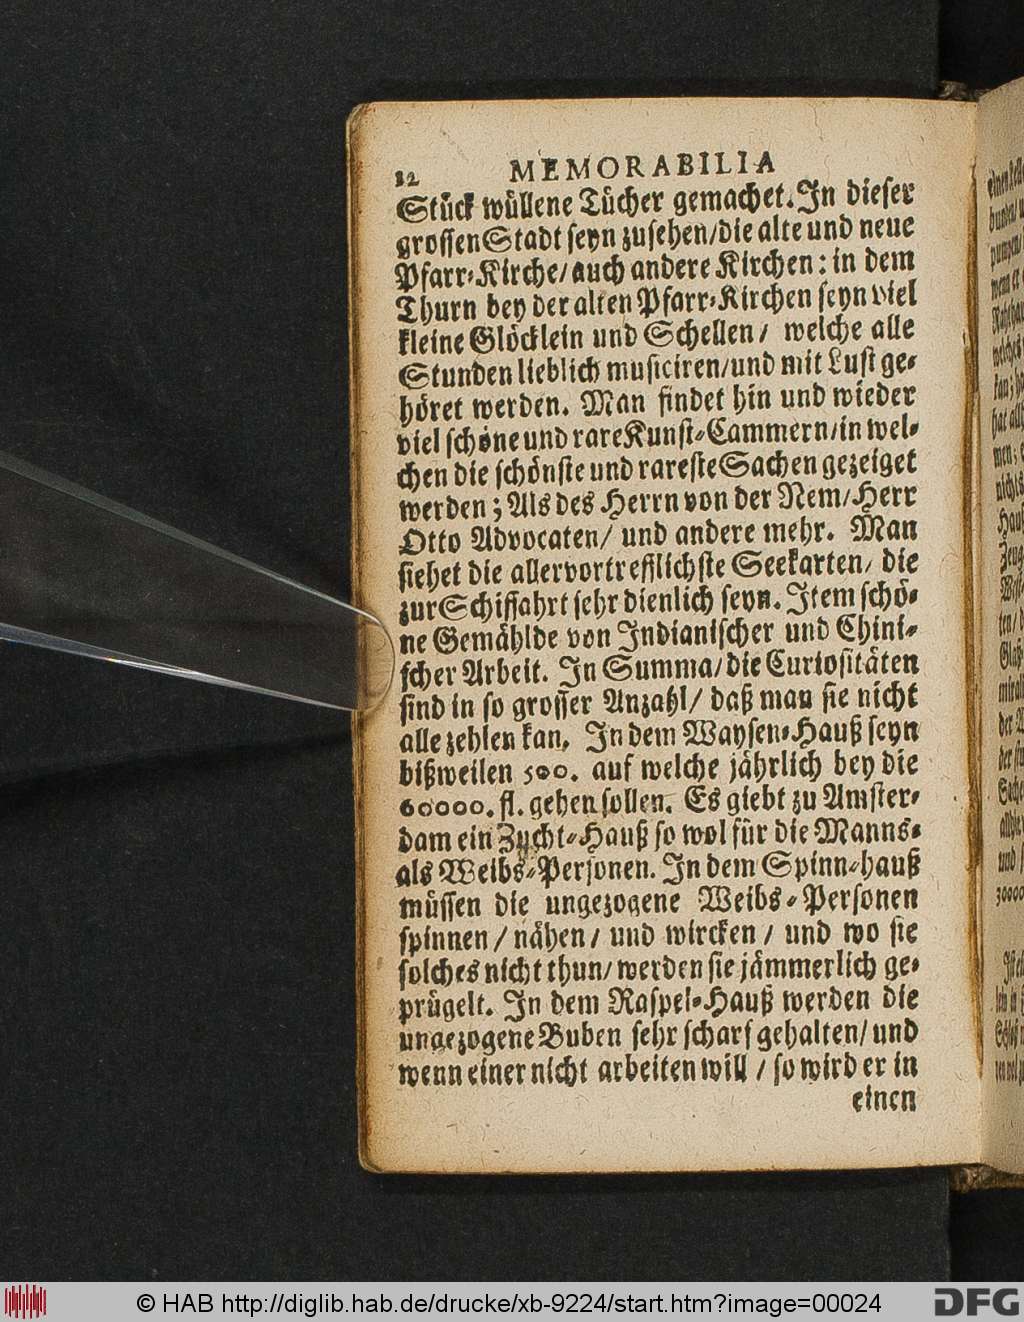 12 MEMORABILIA
Stück wüllene Tücher gemachet. In dieser
grossen Stadt seyn zusehen/die alte und neue
Pfarr-Kirche/auch andere Kirchen: in dem
Thurn bey der alten Pfarr-Kirchen seyn viel
kleine Glöcklein und Schellen/ welche alle
Stunden lieblich musiciren/und mit Lust ge-
höret werden. Man findet hin und wieder
viel schöne und rare Kunst-Cammern/in wel-
chen die schönste und rareste Sachen gezeiget
werden; Als des Herrn von der Nem/Herr
Otto Advocaten/ und andere mehr. Man
siehet die allervortrefflichste Seekarten/ die
zur Schiffahrt sehr dienlich seyn. Item schö-
ne Gemählde von Indianischer und Chini-
scher Arbeit. In Summa/die Curiositäten
sind in so grosser Anzahl/ daß man sie nicht
alle zehlen kan. In dem Waysen-Hauß seyn
bißweilen 500. auf welche jährlich bey die
60000. fl. gehen sollen. Es giebt zu Amster-
dam ein Zucht-Hauß so wol für die Manns-
als Weibs-Personen. In dem Spinn-hauß
müssen die ungezogene Weibs-Personen
spinnen/ nähen/ und wircken/ und wo sie
solches nicht thun/werden sie jämmerlich ge-
prügelt. In dem Raspel-Hauß werden die
ungezogene Buben sehr scharf gehalten/und
wenn einer nicht arbeiten will / so wird er in
einen
© HAB http://diglib.hab.de/drucke/xb-9224/start.htm?image=00024
DFG